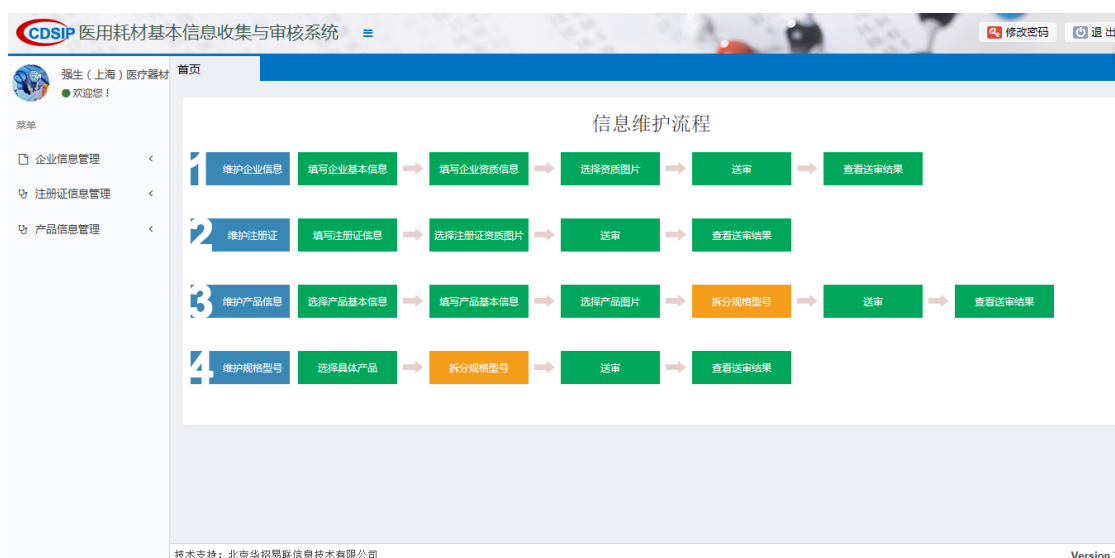 CDSIP 医用耗材基本信息收集与审核系统
修改密码
退 出
强生（上海）医疗器材
欢迎您！
首页
菜单
企业信息管理
注册证信息管理
产品信息管理
信息维护流程
1 维护企业信息 填写企业基本信息 填写企业资质信息 选择资质图片 送审 查看送审结果
2 维护注册证 填写注册证信息 选择注册证资质图片 送审 查看送审结果
3 维护产品信息 选择产品基本信息 填写产品基本信息 选择产品图片 拆分规格型号 送审 查看送审结果
4 维护规格型号 选择具体产品 拆分规格型号 送审 查看送审结果
技术支持：北京华招易联信息技术有限公司
Version